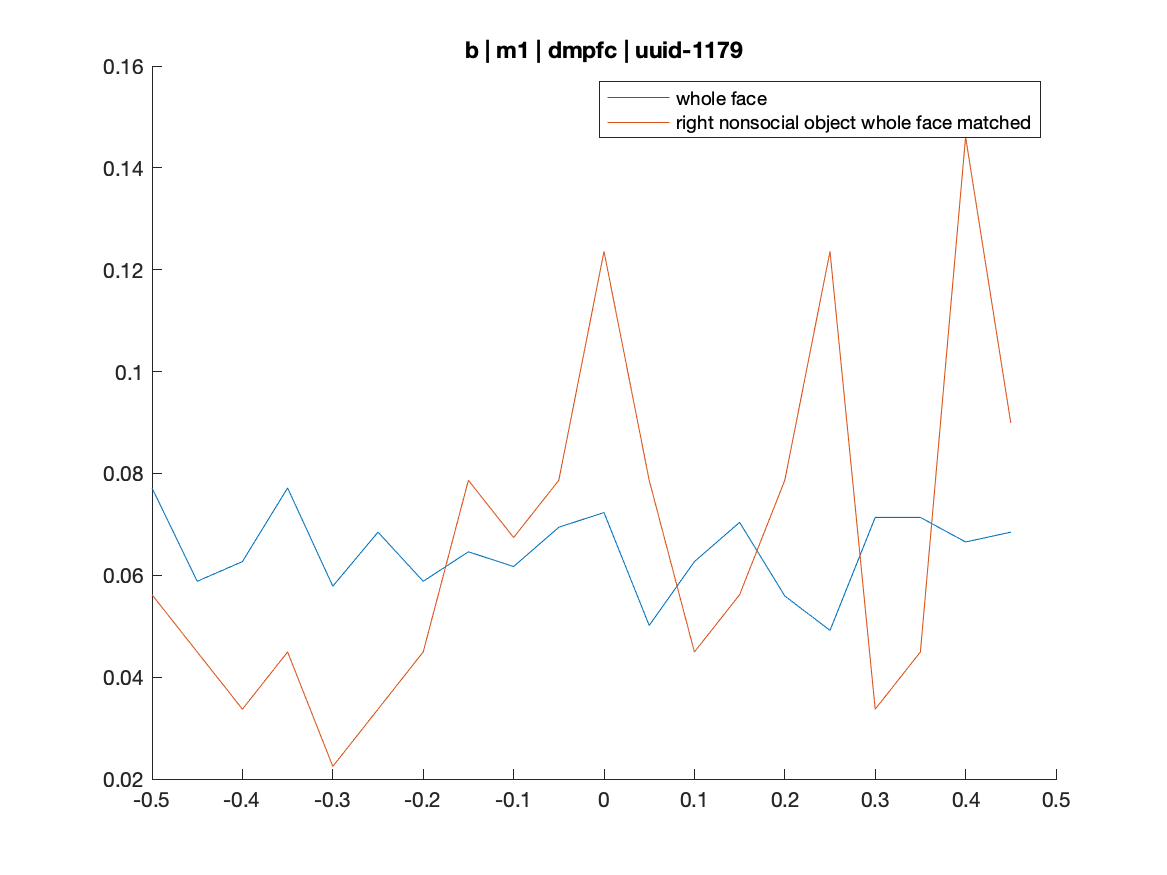 b | m1 | dmpfc | uuid-1179
whole face
right nonsocial object whole face matched
0.16
0.14
0.12
0.1
0.08
0.06
0.04
0.02
-0.5 -0.4 -0.3 -0.2 -0.1 0 0.1 0.2 0.3 0.4 0.5